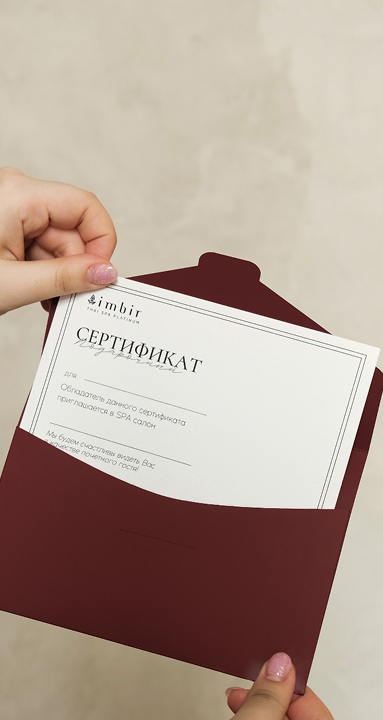 imbir
THAI SPA PLATINUM
СЕРТИФИКАТ
подарочный
для
Обладатель данного сертификата
приглашается в SPA салон
Мы будем счастливы видеть Вас
в качестве почетного гостя!